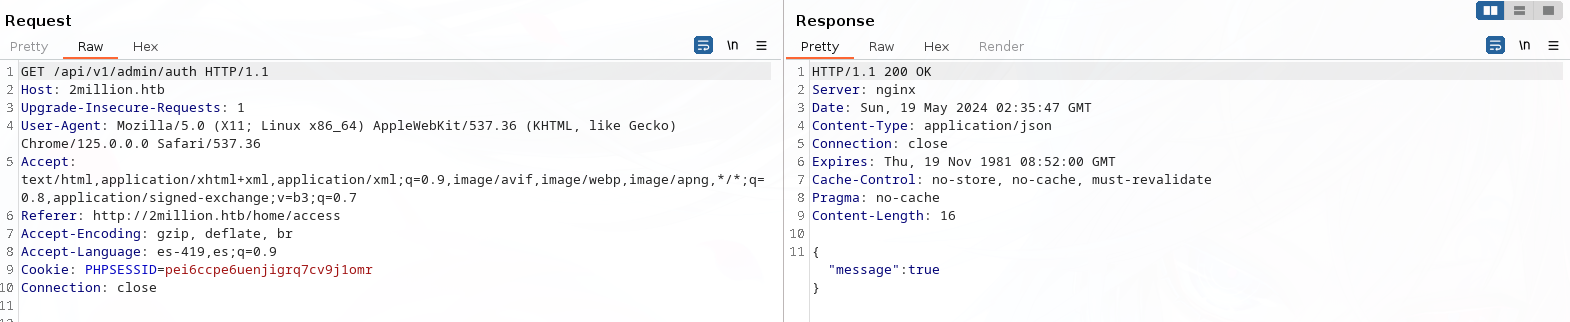 Request
Pretty Raw Hex \n
1 GET /api/v1/admin/auth HTTP/1.1
2 Host: 2million.htb
3 Upgrade-Insecure-Requests: 1
4 User-Agent: Mozilla/5.0 (X11; Linux x86_64) AppleWebKit/537.36 (KHTML, like Gecko)
Chrome/125.0.0.0 Safari/537.36
5 Accept:
text/html,application/xhtml+xml,application/xml;q=0.9,image/avif,image/webp,image/apng,*/*;q=
0.8,application/signed-exchange;v=b3;q=0.7
6 Referer: http://2million.htb/home/access
7 Accept-Encoding: gzip, deflate, br
8 Accept-Language: es-419,es;q=0.9
9 Cookie: PHPSESSID=pei6ccpe6uenjigrq7cv9j1omr
10 Connection: close
11
Response
Pretty Raw Hex Render \n
1 HTTP/1.1 200 OK
2 Server: nginx
3 Date: Sun, 19 May 2024 02:35:47 GMT
4 Content-Type: application/json
5 Connection: close
6 Expires: Thu, 19 Nov 1981 08:52:00 GMT
7 Cache-Control: no-store, no-cache, must-revalidate
8 Pragma: no-cache
9 Content-Length: 16
10
11 {
"message":true
}